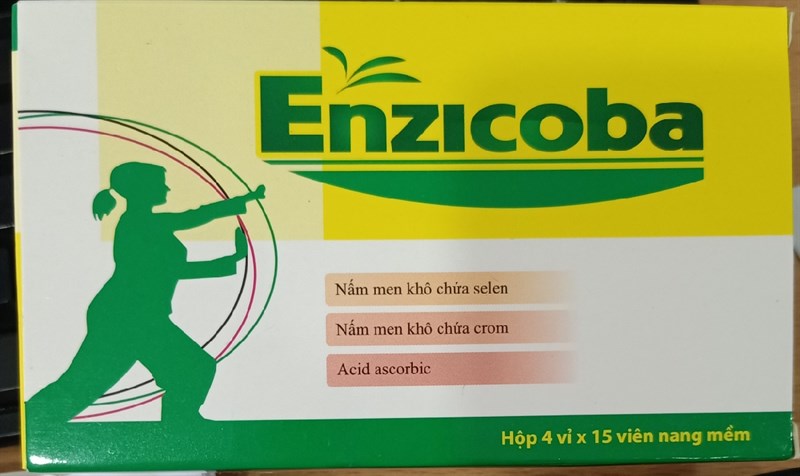 Enzicoba
Nấm men khô chứa selen
Nấm men khô chứa crom
Acid ascorbic
Hộp 4 vỉ x 15 viên nang mềm